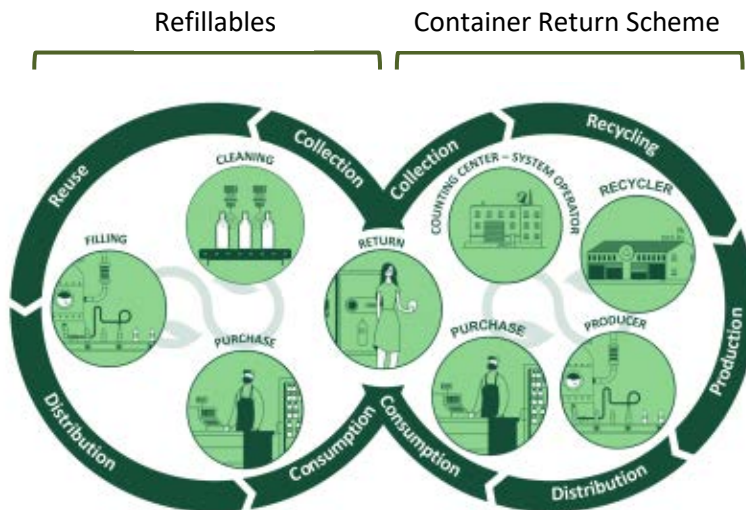 Refillables
Container Return Scheme
Reuse
Collection
CLEANING
FILLING
PURCHASE
Distribution
Consumption
RETURN
Collection
Recycling
COUNTING CENTER – SYSTEM OPERATOR
RECYCLER
PURCHASE
PRODUCER
Production
Consumption
Distribution